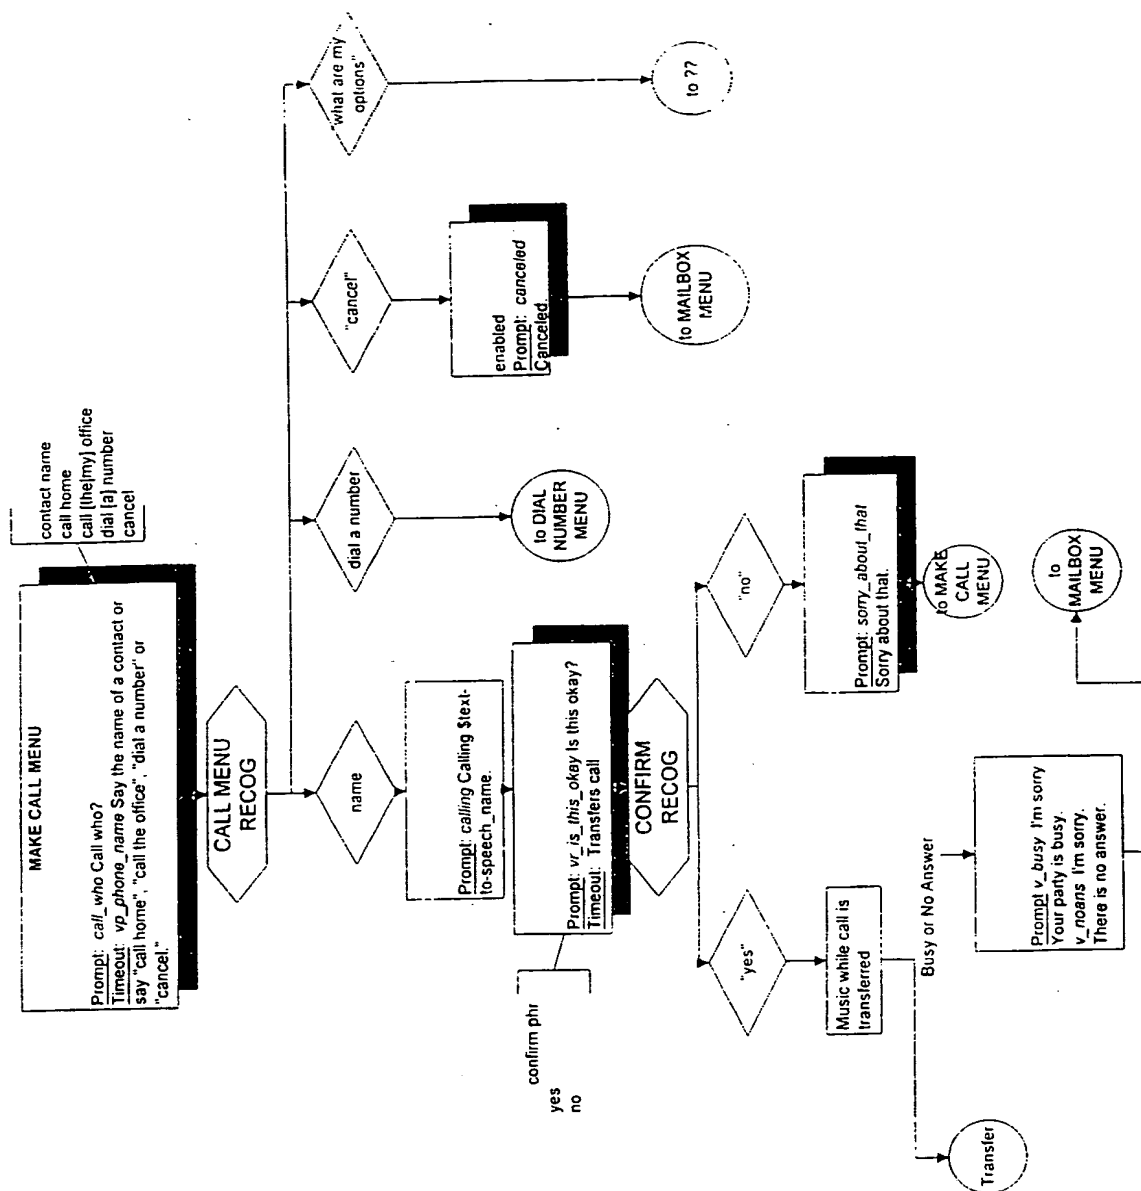 MAKE CALL MENU
Prompt: call_who Call who?
Timeout: vp_phone_name Say the name of a contact or
say "call home", "call the office", "dial a number" or
"cancel."
contact name
call home
call [the|my] office
dial [a] number
cancel
CALL MENU
RECOG
name
dial a number
"cancel"
what are my
options"
Prompt: calling Calling $text-
to-speech_name.
to DIAL
NUMBER
MENU
enabled
Prompt: canceled
Canceled.
to ??
to MAILBOX
MENU
confirm phr
yes
no
Prompt: vr_is_this_okay Is this okay?
Timeout: Transfers call
CONFIRM
RECOG
"yes"
"no"
Music while call is
transferred
Prompt: sorry_about_that
Sorry about that.
to MAKE
CALL
MENU
Busy or No Answer
Transfer
Prompt v_busy I'm sorry
Your party is busy.
v_noans I'm sorry.
There is no answer.
to
MAILBOX
MENU